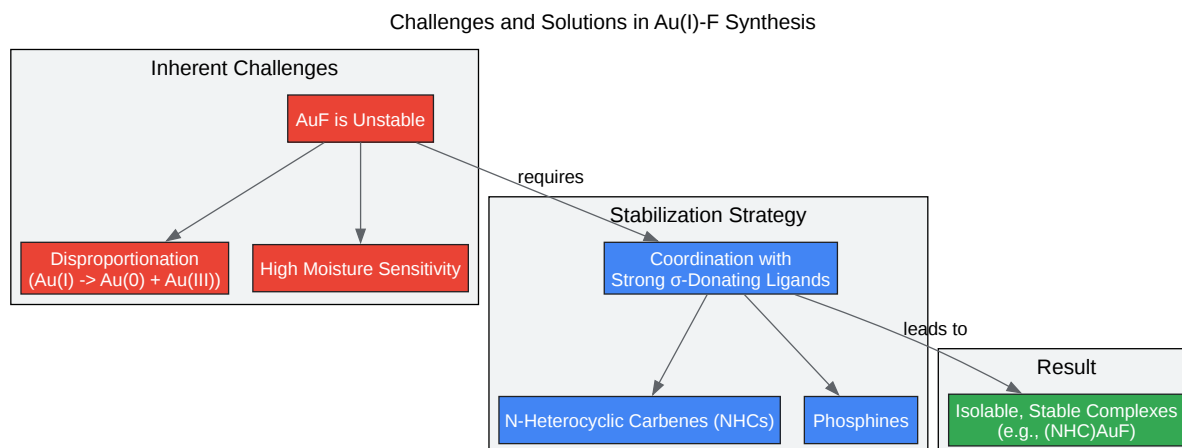 Challenges and Solutions in Au(I)-F Synthesis
Inherent Challenges
AuF is Unstable
requires
Disproportionation
(Au(I) -> Au(0) + Au(III))
High Moisture Sensitivity
Stabilization Strategy
Coordination with
Strong σ-Donating Ligands
leads to
N-Heterocyclic Carbenes (NHCs)
Phosphines
Result
Isolable, Stable Complexes
(e.g., (NHC)AuF)